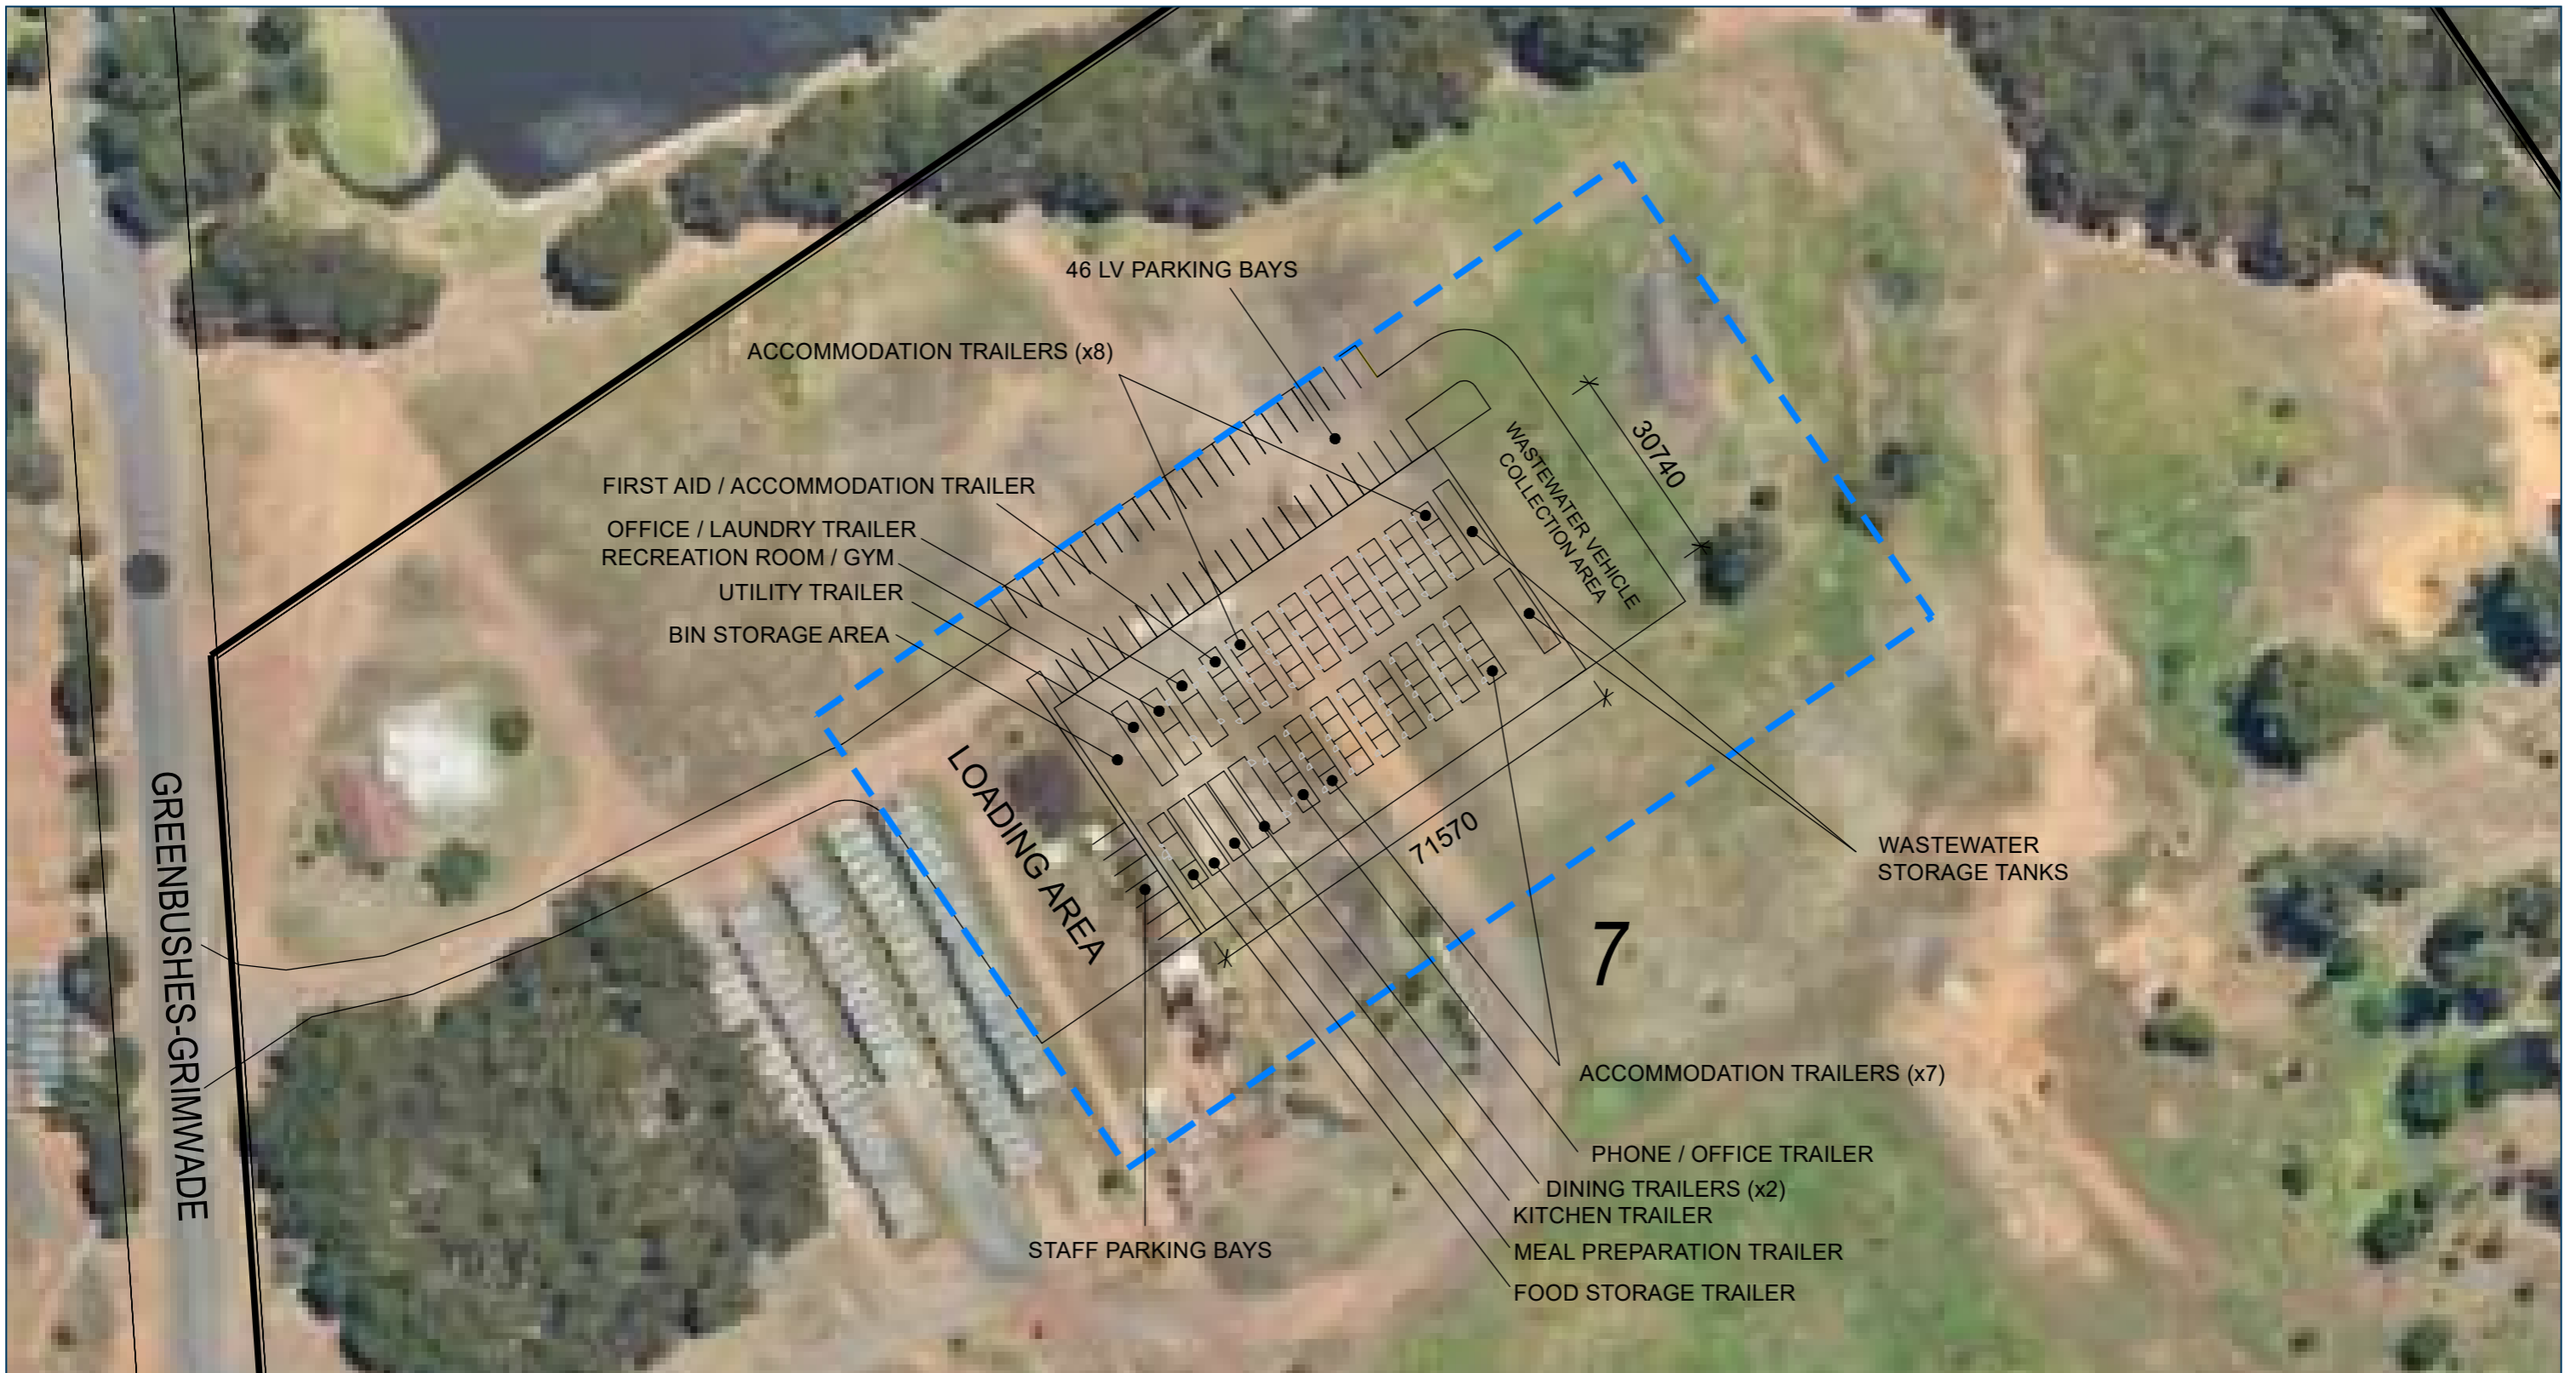 46 LV PARKING BAYS
ACCOMMODATION TRAILERS (x8)
FIRST AID / ACCOMMODATION TRAILER
OFFICE / LAUNDRY TRAILER
RECREATION ROOM / GYM
UTILITY TRAILER
BIN STORAGE AREA
30740
WASTEWATER VEHICLE
COLLECTION AREA
LOADING AREA
71570
GREENBUSHES-GRIMWADE
WASTEWATER
STORAGE TANKS
7
ACCOMMODATION TRAILERS (x7)
PHONE / OFFICE TRAILER
DINING TRAILERS (x2)
KITCHEN TRAILER
MEAL PREPARATION TRAILER
FOOD STORAGE TRAILER
STAFF PARKING BAYS